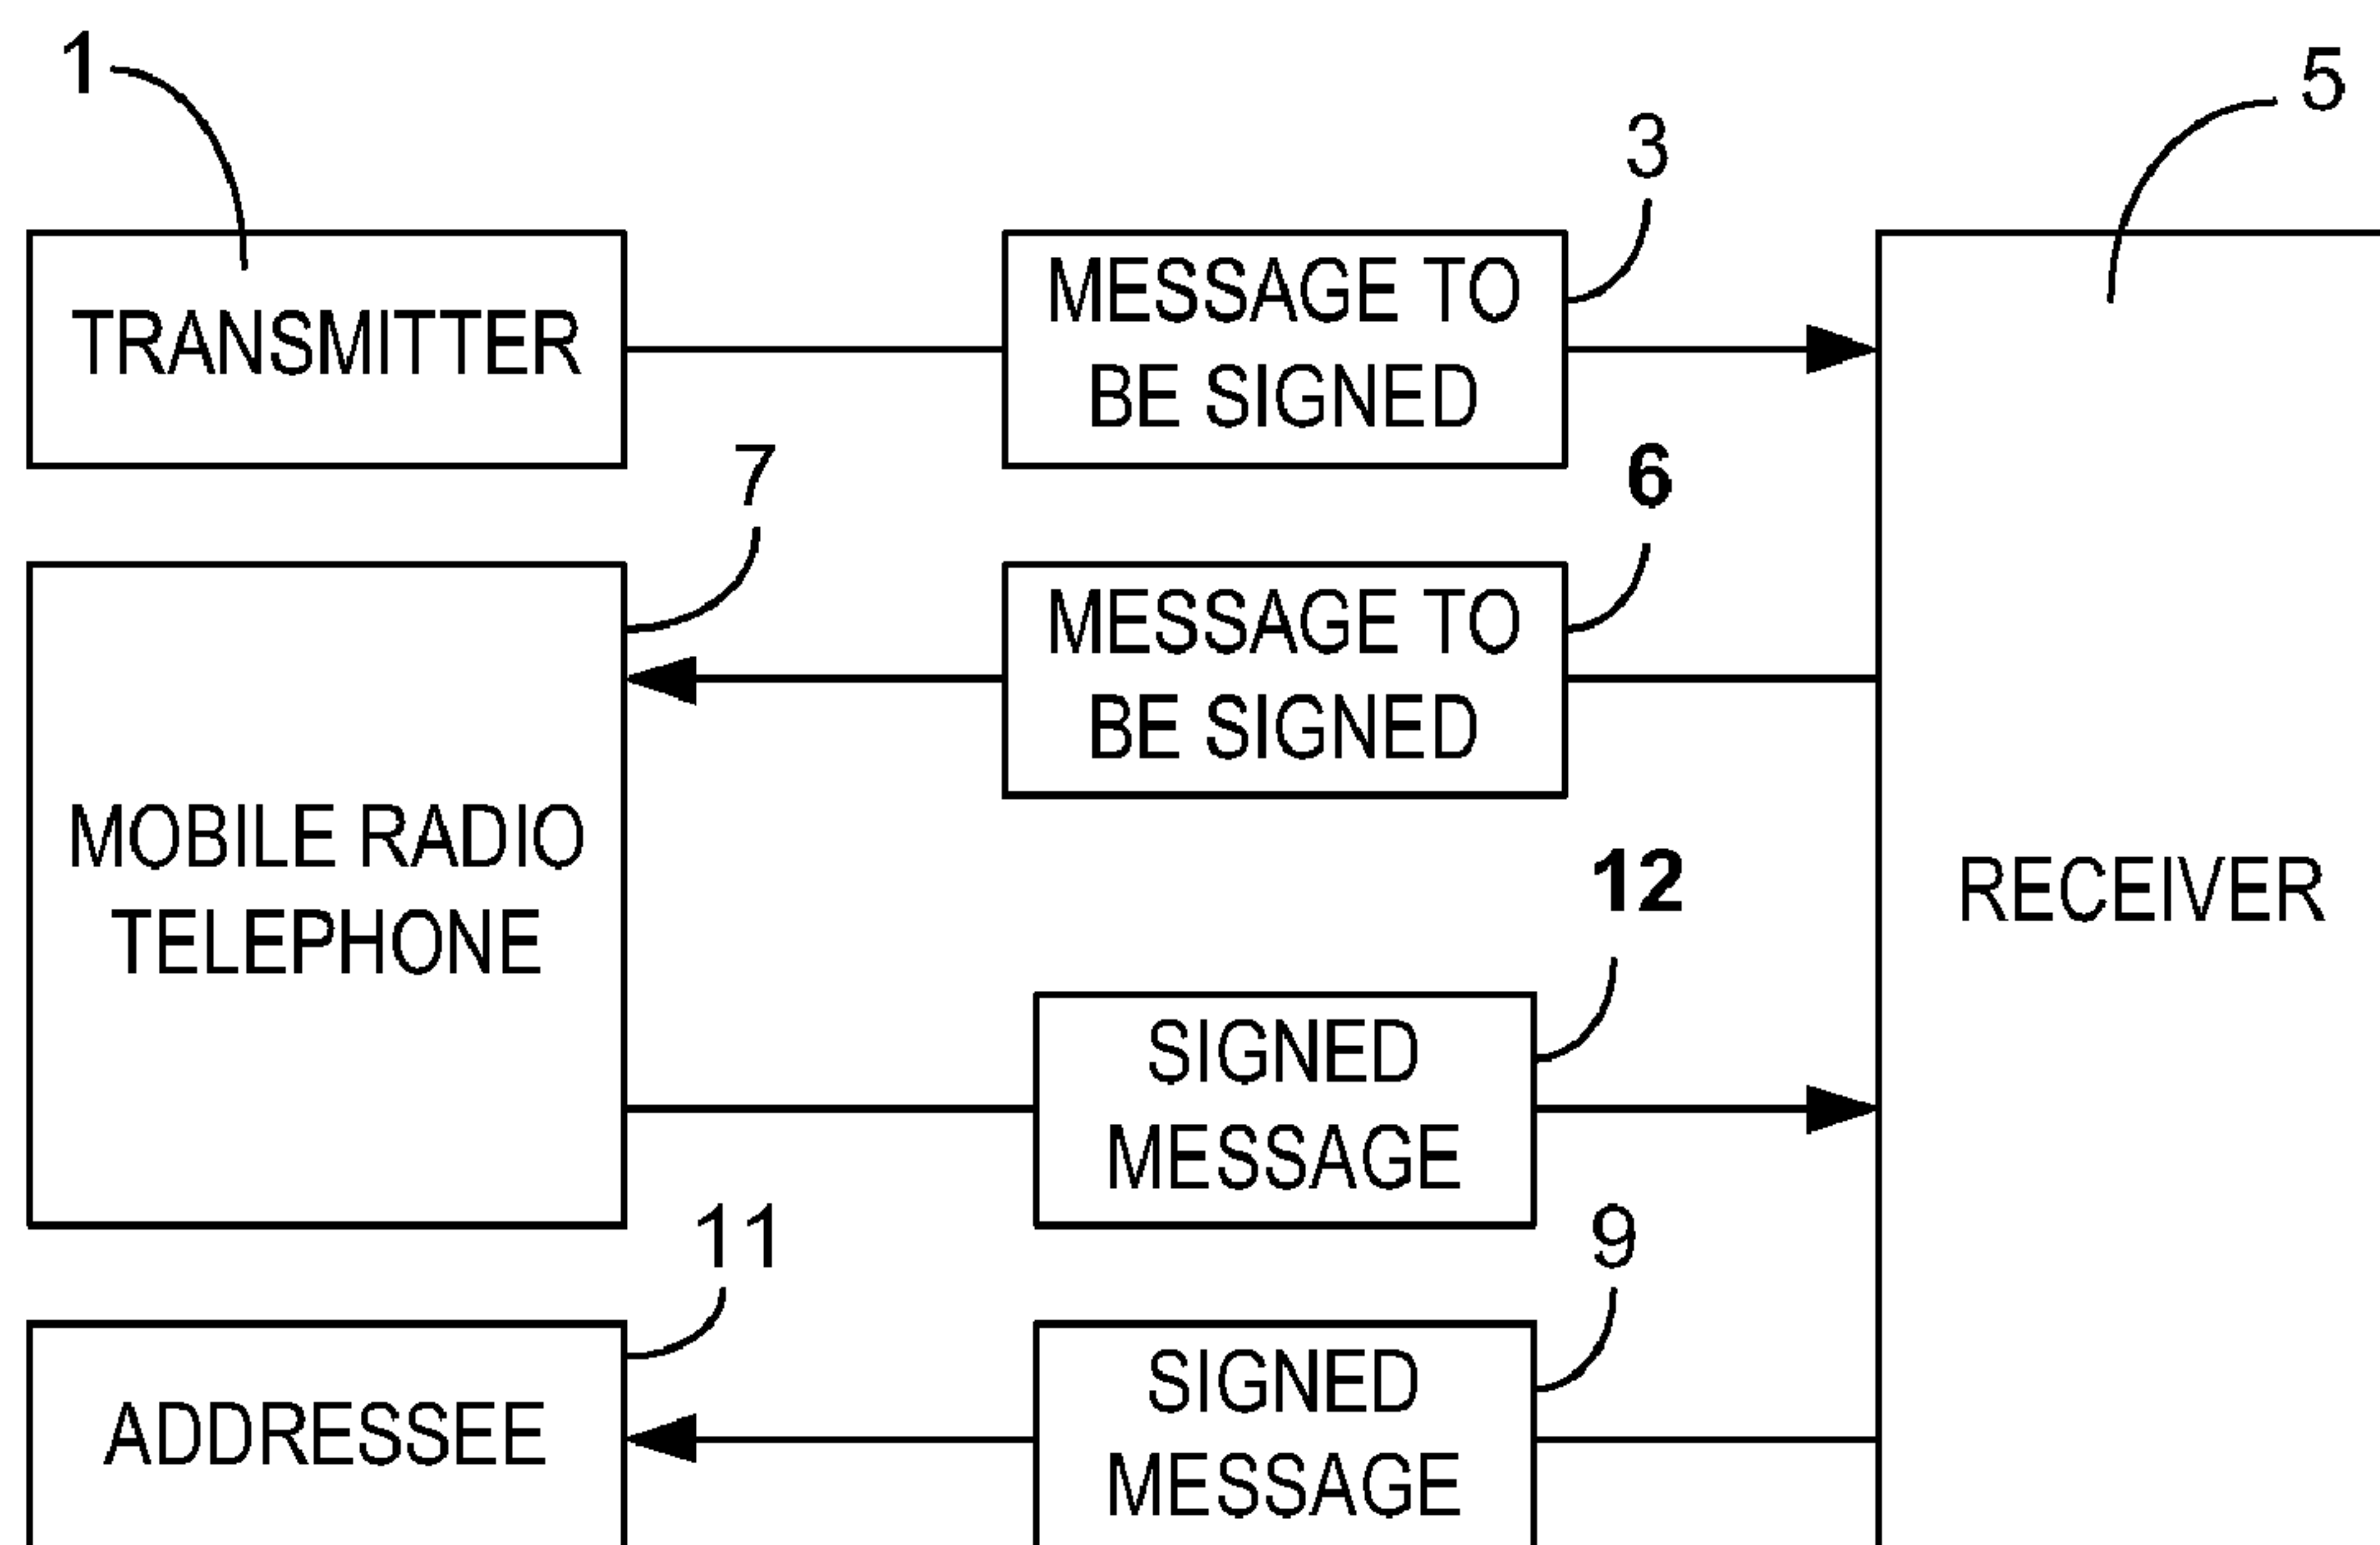 1
5
3
TRANSMITTER
MESSAGE TO
BE SIGNED
7
6
MESSAGE TO
BE SIGNED
MOBILE RADIO
TELEPHONE
12
RECEIVER
SIGNED
MESSAGE
11
9
ADDRESSEE
SIGNED
MESSAGE